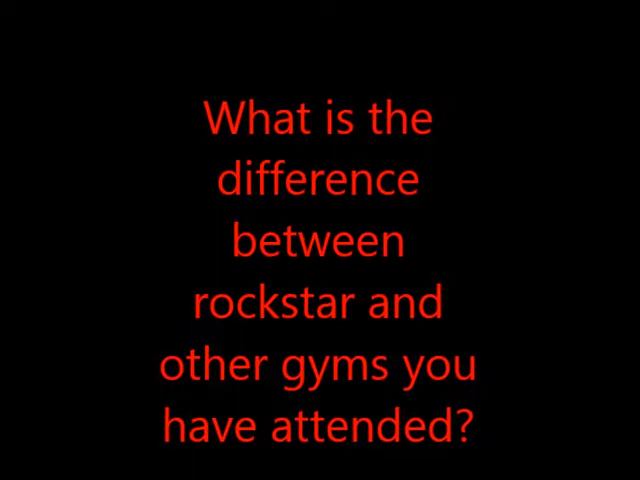 What is the
difference
between
rockstar and
other gyms you
have attended?